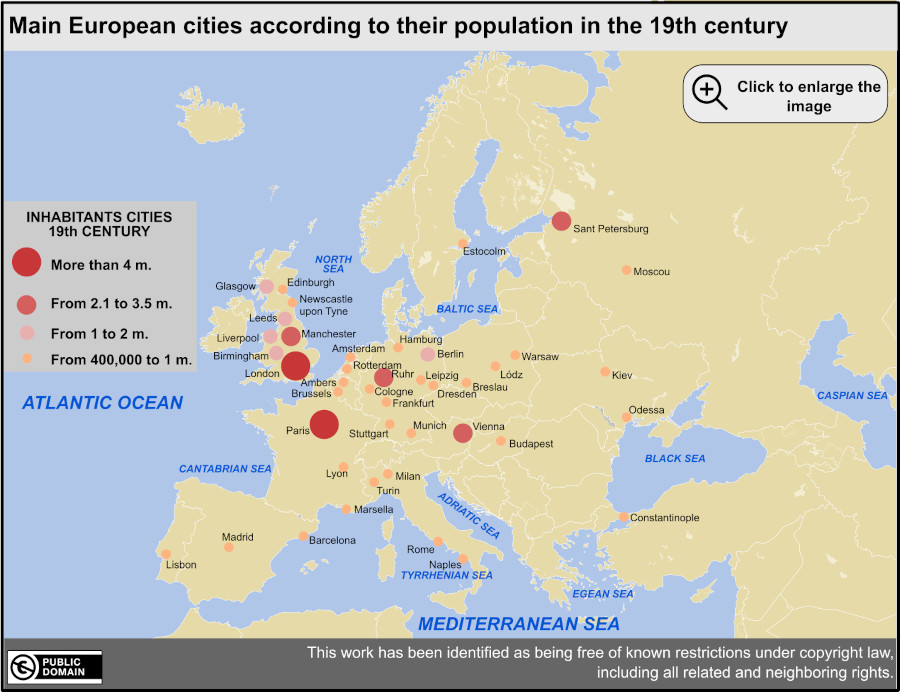 Main European cities according to their population in the 19th century
Click to enlarge the
image
INHABITANTS CITIES
19th CENTURY
More than 4 m.
From 2.1 to 3.5 m.
From 1 to 2 m.
From 400,000 to 1 m.
Sant Petersburg
Estocolm
Moscou
NORTH
SEA
Glasgow
Edinburgh
Newcastle
upon Tyne
BALTIC SEA
Leeds
Liverpool
Manchester
Birmingham
London
Hamburg
Amsterdam
Berlin
Rotterdam
Warsaw
Ruhr
Leipzig
Lódz
Kiev
Ambers
Brussels
Cologne
Dresden
Breslau
Frankfurt
CASPIAN SEA
ATLANTIC OCEAN
Odessa
Paris
Stuttgart
Munich
Vienna
Budapest
BLACK SEA
CANTABRIAN SEA
Lyon
Milan
Turin
ADRIATIC SEA
Marsella
Constantinople
Madrid
Barcelona
Rome
Lisbon
Naples
TYRRHENIAN SEA
EGEAN SEA
MEDITERRANEAN SEA
PUBLIC
DOMAIN
This work has been identified as being free of known restrictions under copyright law,
including all related and neighboring rights.